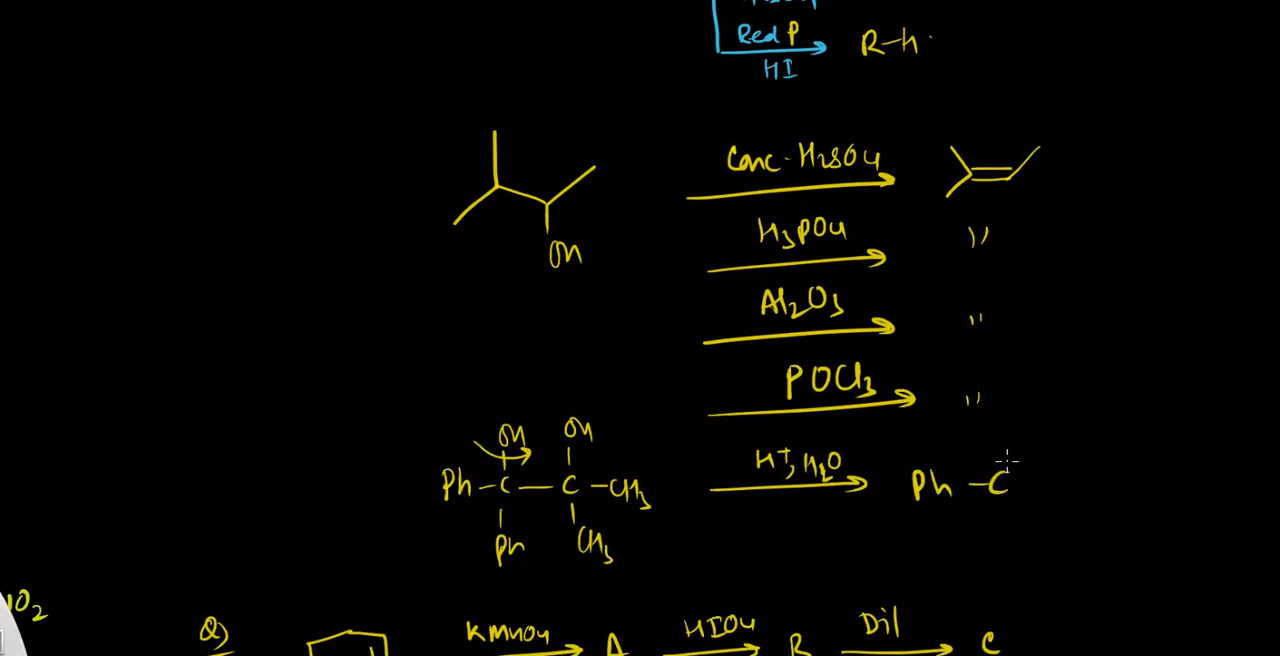 Red P
HI
R-h
Conc. H2SO4
OH
H3PO4
"
Al2O3
"
POCl3
"
OH OH
Ph-C-C-CH3
Ph CH3
H+, H2O
Ph-C
Q) KMnO4 A HIO4 B Dil C